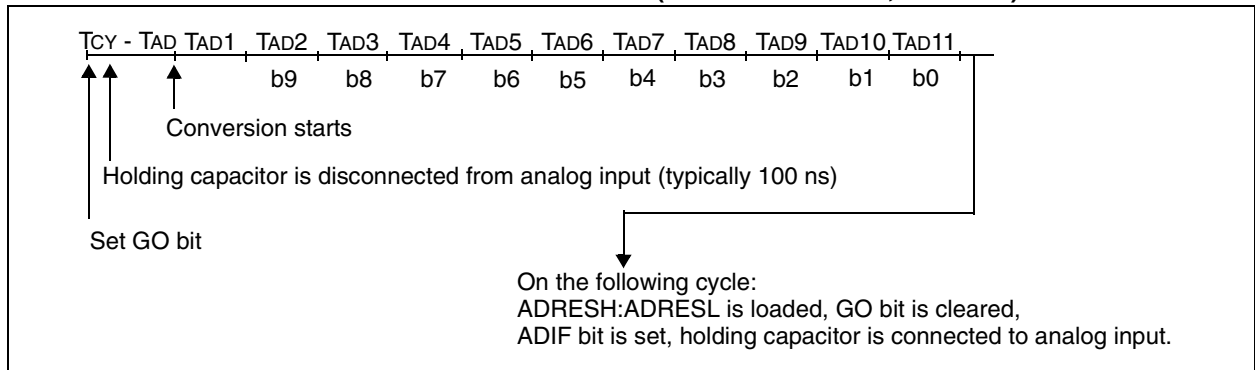 TCY - TAD TAD1 TAD2 TAD3 TAD4 TAD5 TAD6 TAD7 TAD8 TAD9 TAD10 TAD11
b9 b8 b7 b6 b5 b4 b3 b2 b1 b0
Conversion starts
Holding capacitor is disconnected from analog input (typically 100 ns)
Set GO bit
On the following cycle:
ADRESH:ADRESL is loaded, GO bit is cleared,
ADIF bit is set, holding capacitor is connected to analog input.